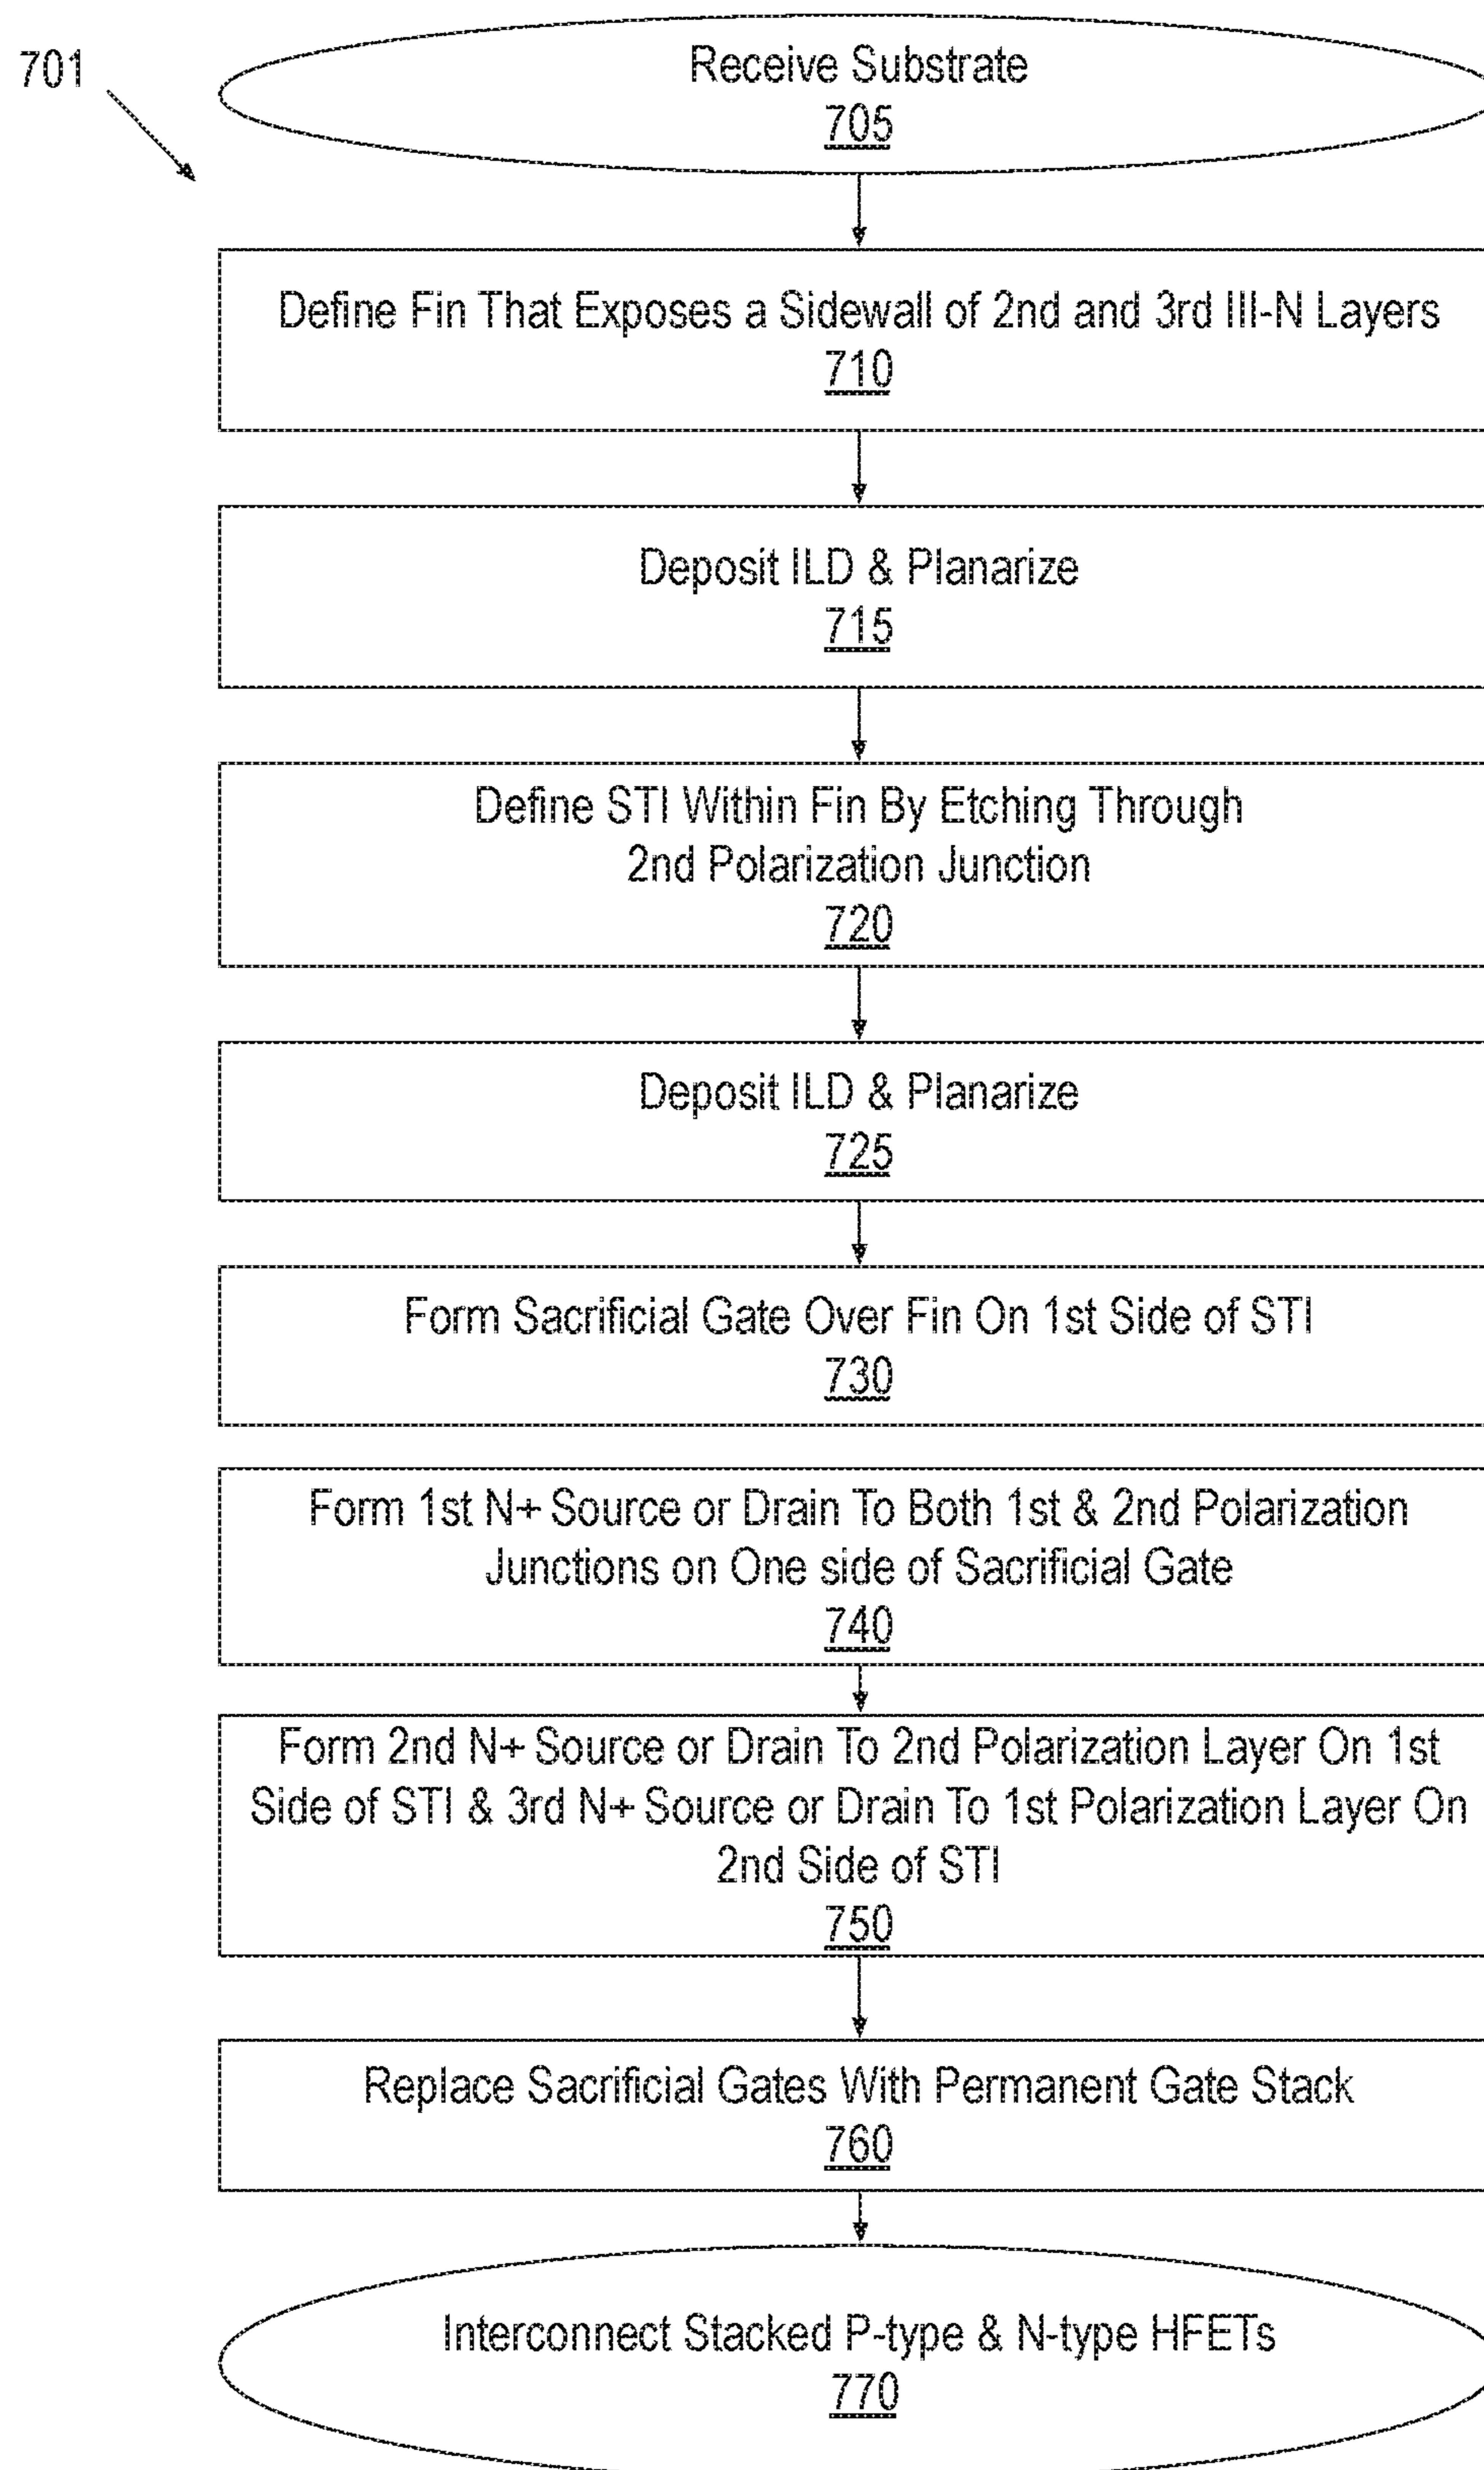 701
Receive Substrate
705
Define Fin That Exposes a Sidewall of 2nd and 3rd III-N Layers
710
Deposit ILD & Planarize
715
Define STI Within Fin By Etching Through
2nd Polarization Junction
720
Deposit ILD & Planarize
725
Form Sacrificial Gate Over Fin On 1st Side of STI
730
Form 1st N+ Source or Drain To Both 1st & 2nd Polarization
Junctions on One side of Sacrificial Gate
740
Form 2nd N+ Source or Drain To 2nd Polarization Layer On 1st
Side of STI & 3rd N+ Source or Drain To 1st Polarization Layer On
2nd Side of STI
750
Replace Sacrificial Gates With Permanent Gate Stack
760
Interconnect Stacked P-type & N-type HFETs
770